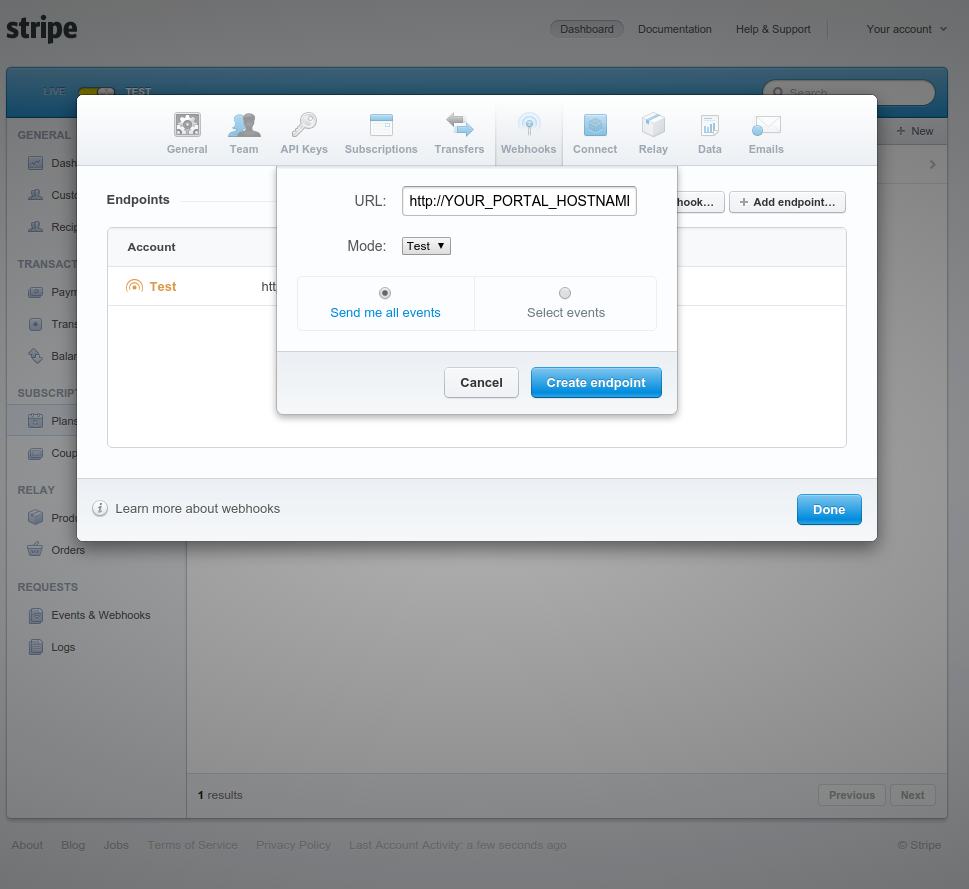 stripe
Dashboard Documentation Help & Support Your account
LIVE TEST Search
General Team API Keys Subscriptions Transfers Webhooks Connect Relay Data Emails
GENERAL
New
Dash
Custo
Recip
TRANSACT
Paym
Trans
Balar
SUBSCRIPT
Plans
Coup
RELAY
Produ
Orders
REQUESTS
Events & Webhooks
Logs
Endpoints
hook... Add endpoint...
Account
Test htt
URL: http://YOUR_PORTAL_HOSTNAMI
Mode: Test
Send me all events Select events
Cancel Create endpoint
Learn more about webhooks Done
1 results Previous Next
About Blog Jobs Terms of Service Privacy Policy Last Account Activity: a few seconds ago © Stripe